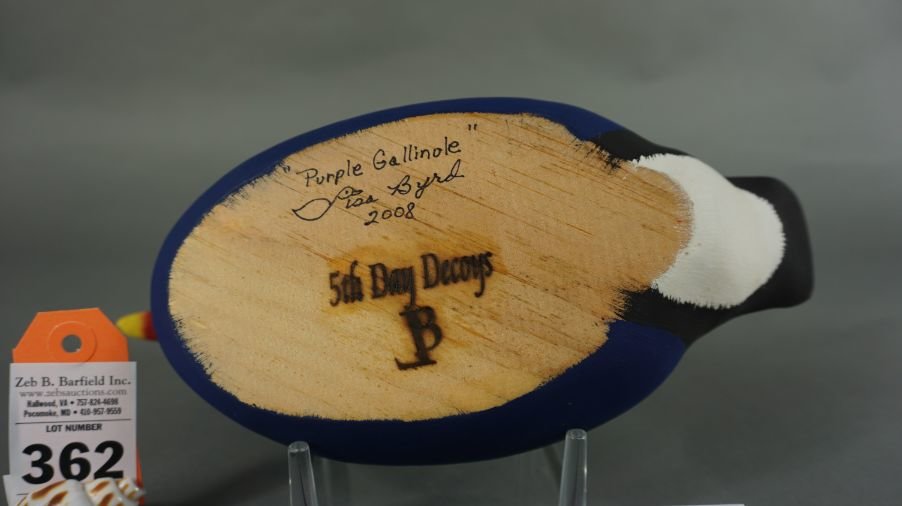 "Purple Gallinole"
Lisa Byrd
2008
5th Day Decoys
B
Zeb B. Barfield Inc.
www.zebsauctions.com
Hallwood, VA • 757-824-4698
Pocomoke, MD • 410-957-9559
LOT NUMBER
362